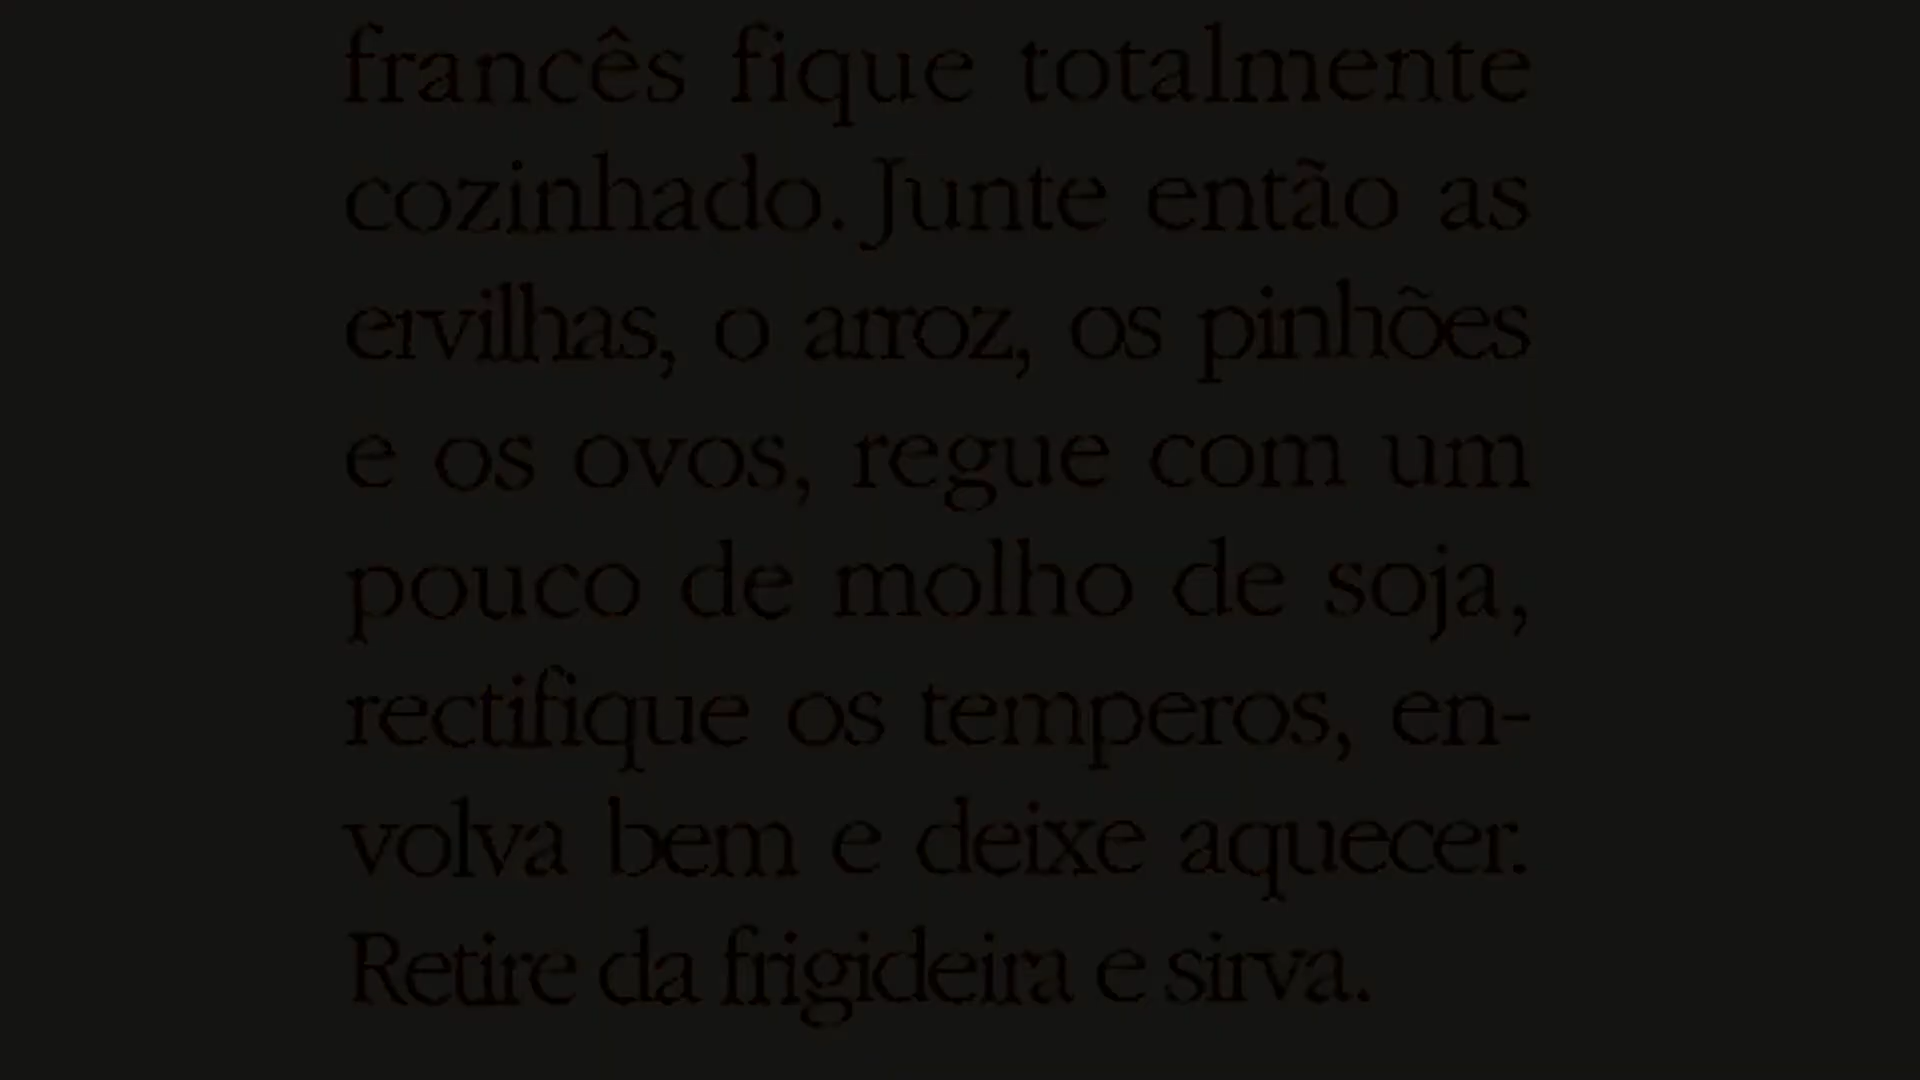 francês fique totalmente
cozinhado. Junte então as
ervilhas, o arroz, os pinhões
e os ovos, regue com um
pouco de molho de soja,
rectifique os temperos, en-
volva bem e deixe aquecer.
Retire da frigideira e sirva.